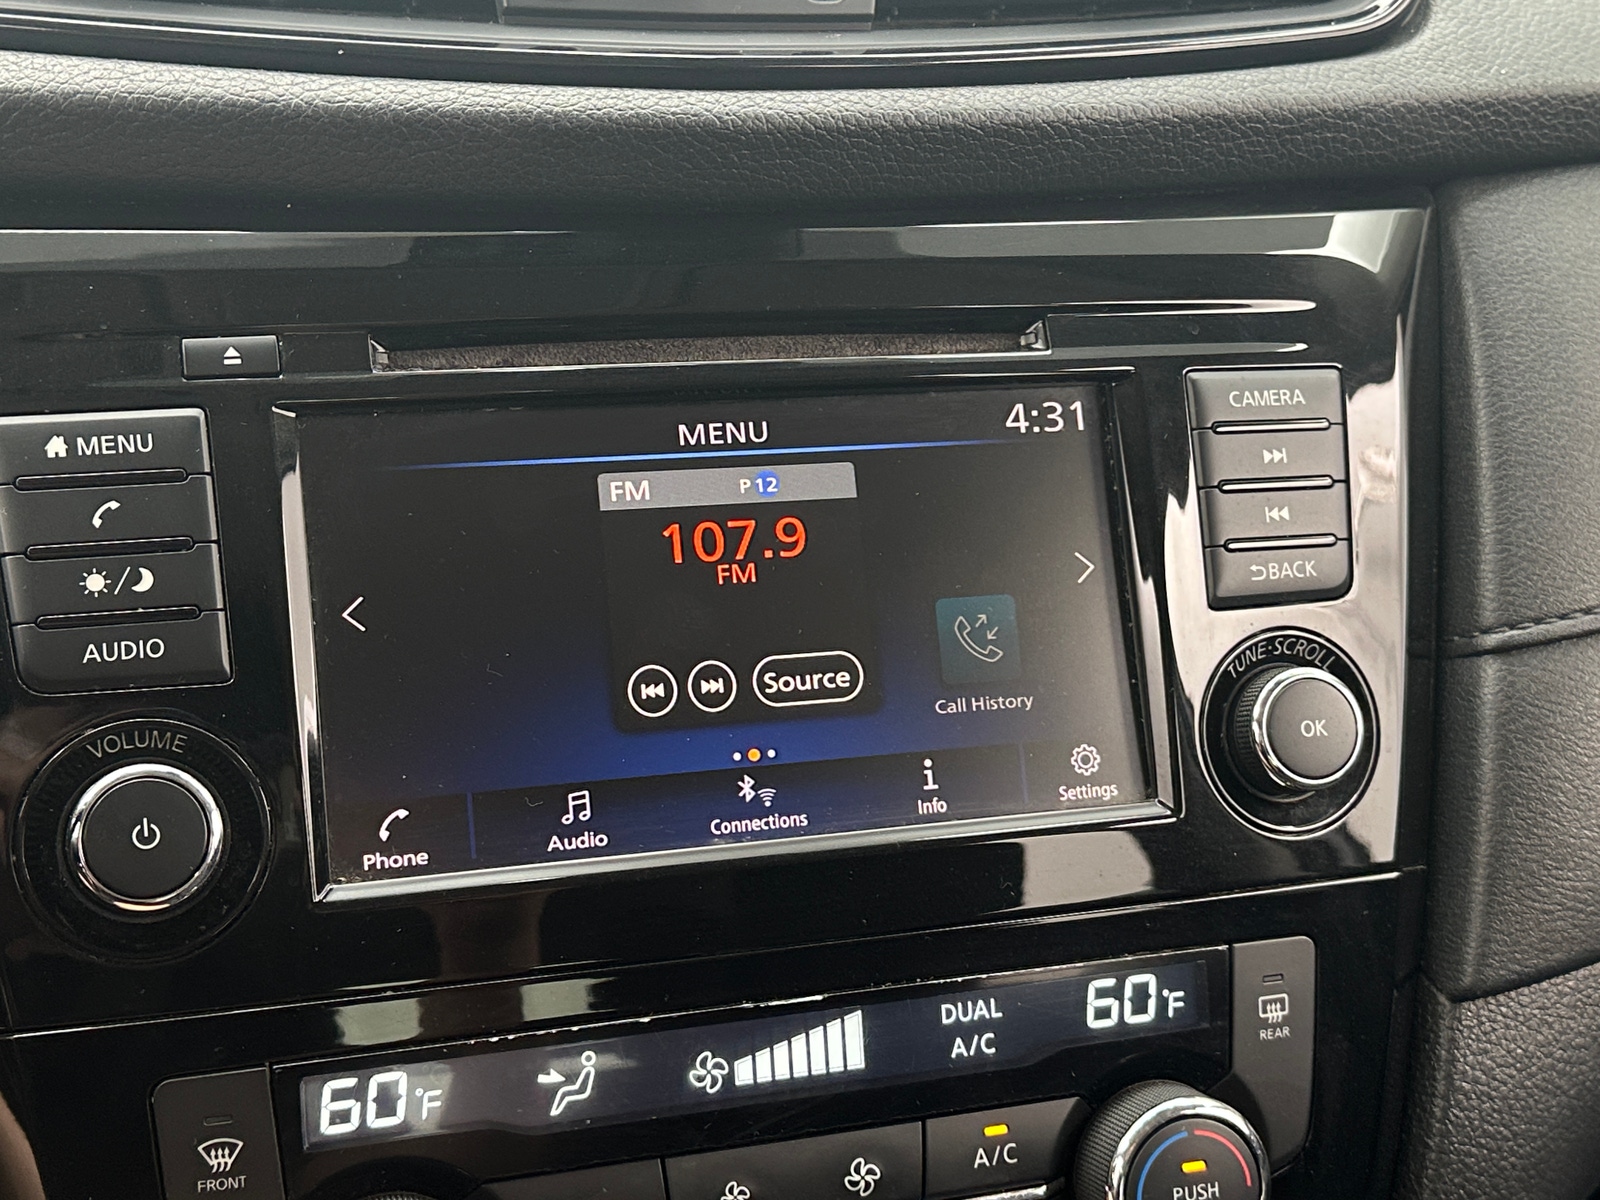 MENU
AUDIO
VOLUME
MENU
4:31
FM P 12
107.9
FM
Source
Call History
Phone
Audio
Connections
Info
Settings
CAMERA
BACK
TUNE·SCROLL
OK
60°F
DUAL
A/C
60°F
REAR
FRONT
A/C
PUSH